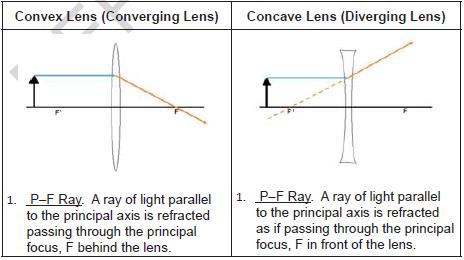 Convex Lens (Converging Lens)
Concave Lens (Diverging Lens)
F'
F
F'
F
1. P–F Ray. A ray of light parallel
to the principal axis is refracted
passing through the principal
focus, F behind the lens.
1. P–F Ray. A ray of light parallel
to the principal axis is refracted
as if passing through the principal
focus, F in front of the lens.